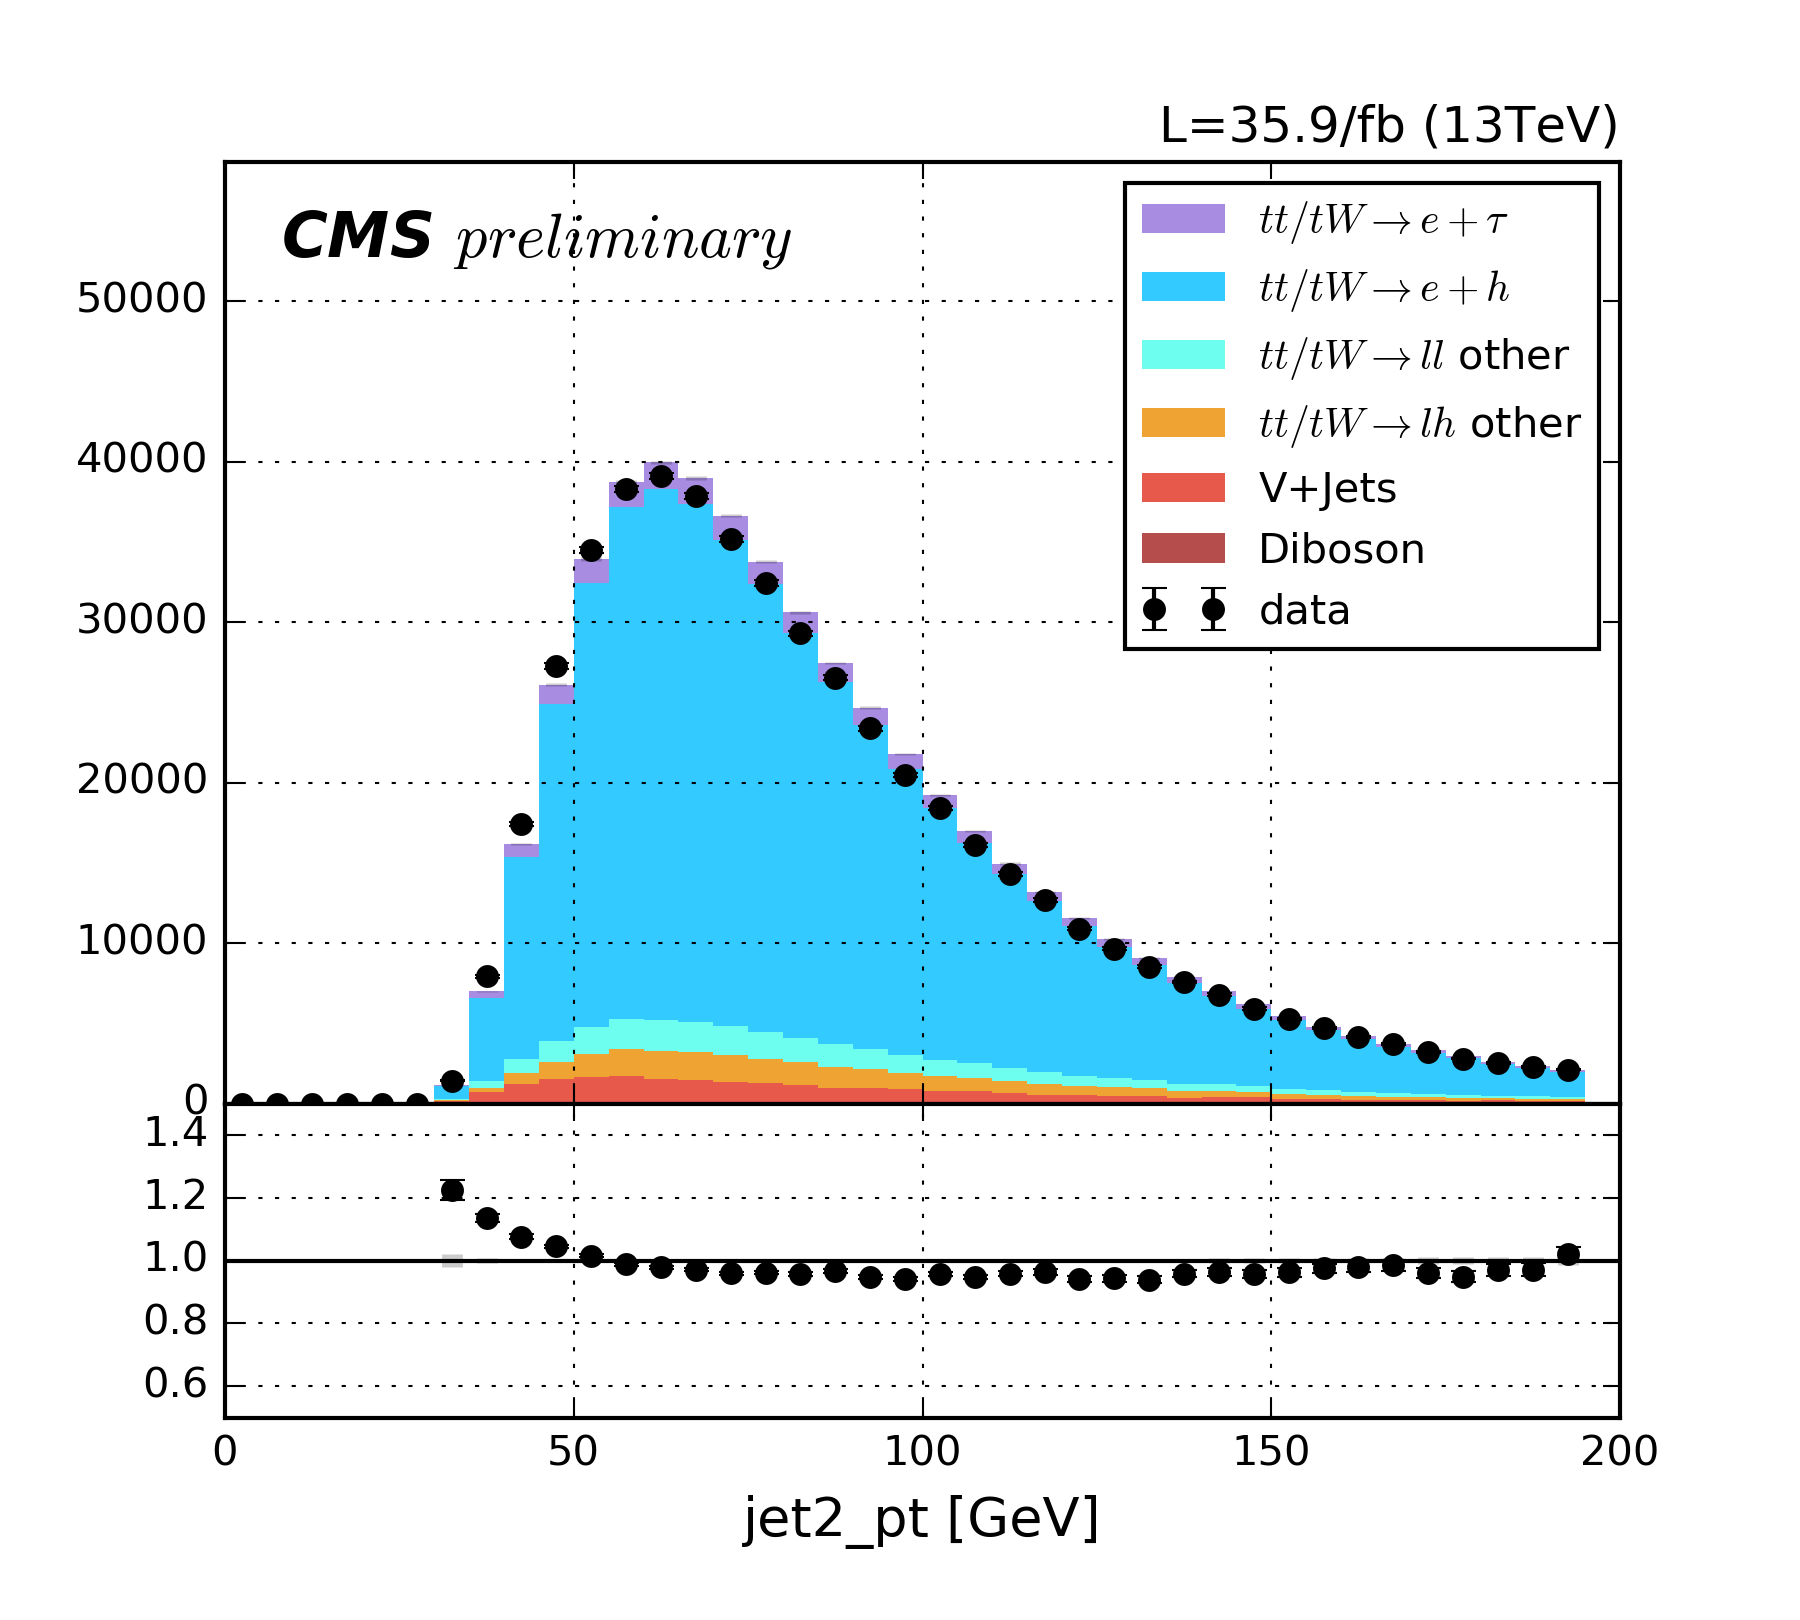 L=35.9/fb (13TeV)
CMS preliminary
tt/tW→e+τ
tt/tW→e+h
tt/tW→ll other
tt/tW→lh other
V+Jets
Diboson
data
50000
40000
30000
20000
10000
0
1.4
1.2
1.0
0.8
0.6
0 50 100 150 200
jet2_pt [GeV]